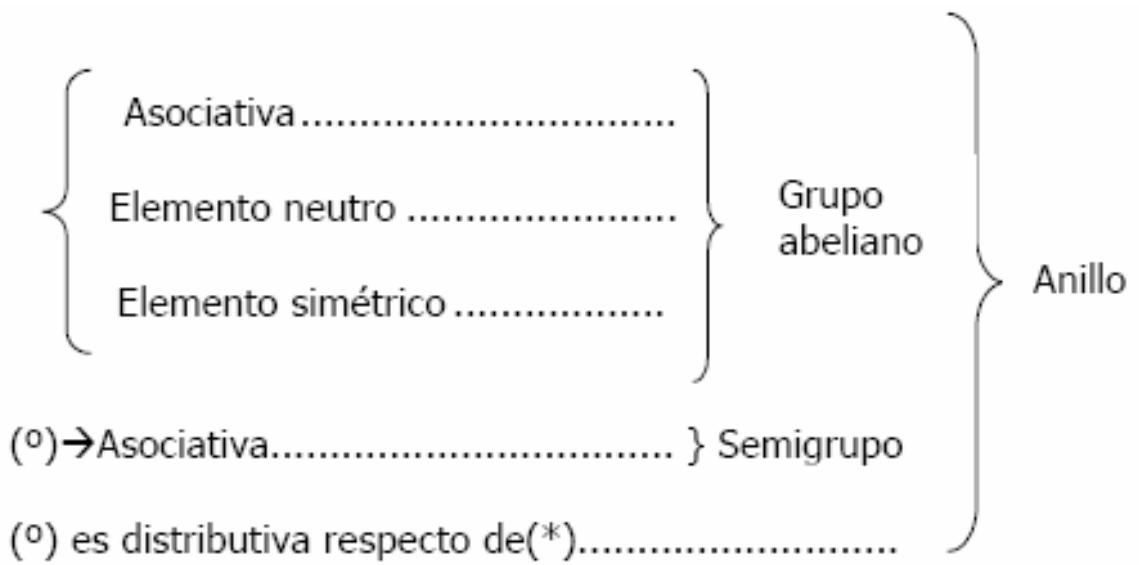 Asociativa................................
Elemento neutro .......................
Elemento simétrico ..................
Grupo
abeliano
Anillo
(º)→Asociativa.................................. } Semigrupo
(º) es distributiva respecto de(*)...........................